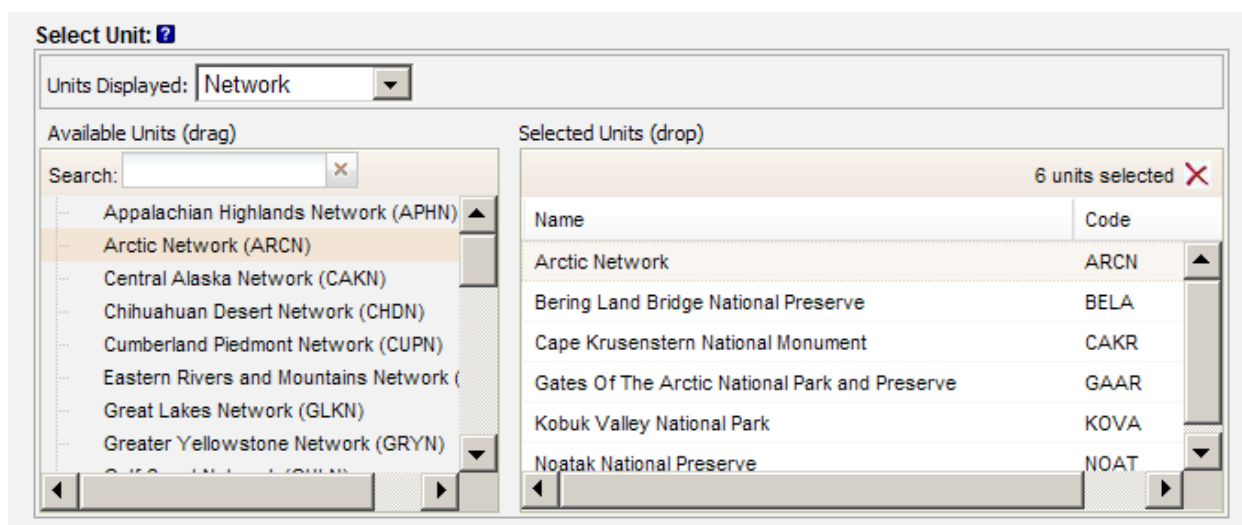 Select Unit: ?
Units Displayed: Network
Available Units (drag)
Search:
Appalachian Highlands Network (APHN)
Arctic Network (ARCN)
Central Alaska Network (CAKN)
Chihuahuan Desert Network (CHDN)
Cumberland Piedmont Network (CUPN)
Eastern Rivers and Mountains Network (
Great Lakes Network (GLKN)
Greater Yellowstone Network (GRYN)
Selected Units (drop)
6 units selected
Name Code
Arctic Network ARCN
Bering Land Bridge National Preserve BELA
Cape Krusenstern National Monument CAKR
Gates Of The Arctic National Park and Preserve GAAR
Kobuk Valley National Park KOVA
Noatak National Preserve NOAT